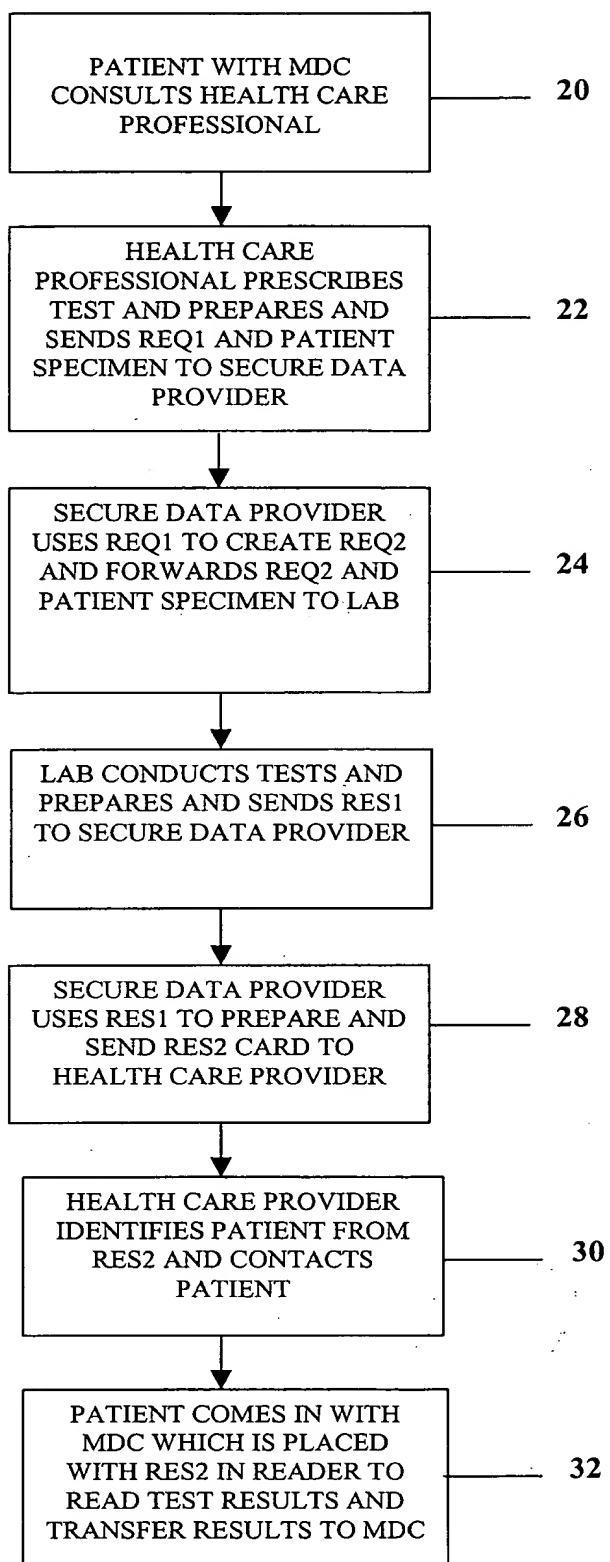 PATIENT WITH MDC
CONSULTS HEALTH CARE
PROFESSIONAL
20
HEALTH CARE
PROFESSIONAL PRESCRIBES
TEST AND PREPARES AND
SENDS REQ1 AND PATIENT
SPECIMEN TO SECURE DATA
PROVIDER
22
SECURE DATA PROVIDER
USES REQ1 TO CREATE REQ2
AND FORWARDS REQ2 AND
PATIENT SPECIMEN TO LAB
24
LAB CONDUCTS TESTS AND
PREPARES AND SENDS RES1
TO SECURE DATA PROVIDER
26
SECURE DATA PROVIDER
USES RES1 TO PREPARE AND
SEND RES2 CARD TO
HEALTH CARE PROVIDER
28
HEALTH CARE PROVIDER
IDENTIFIES PATIENT FROM
RES2 AND CONTACTS
PATIENT
30
PATIENT COMES IN WITH
MDC WHICH IS PLACED
WITH RES2 IN READER TO
READ TEST RESULTS AND
TRANSFER RESULTS TO MDC
32